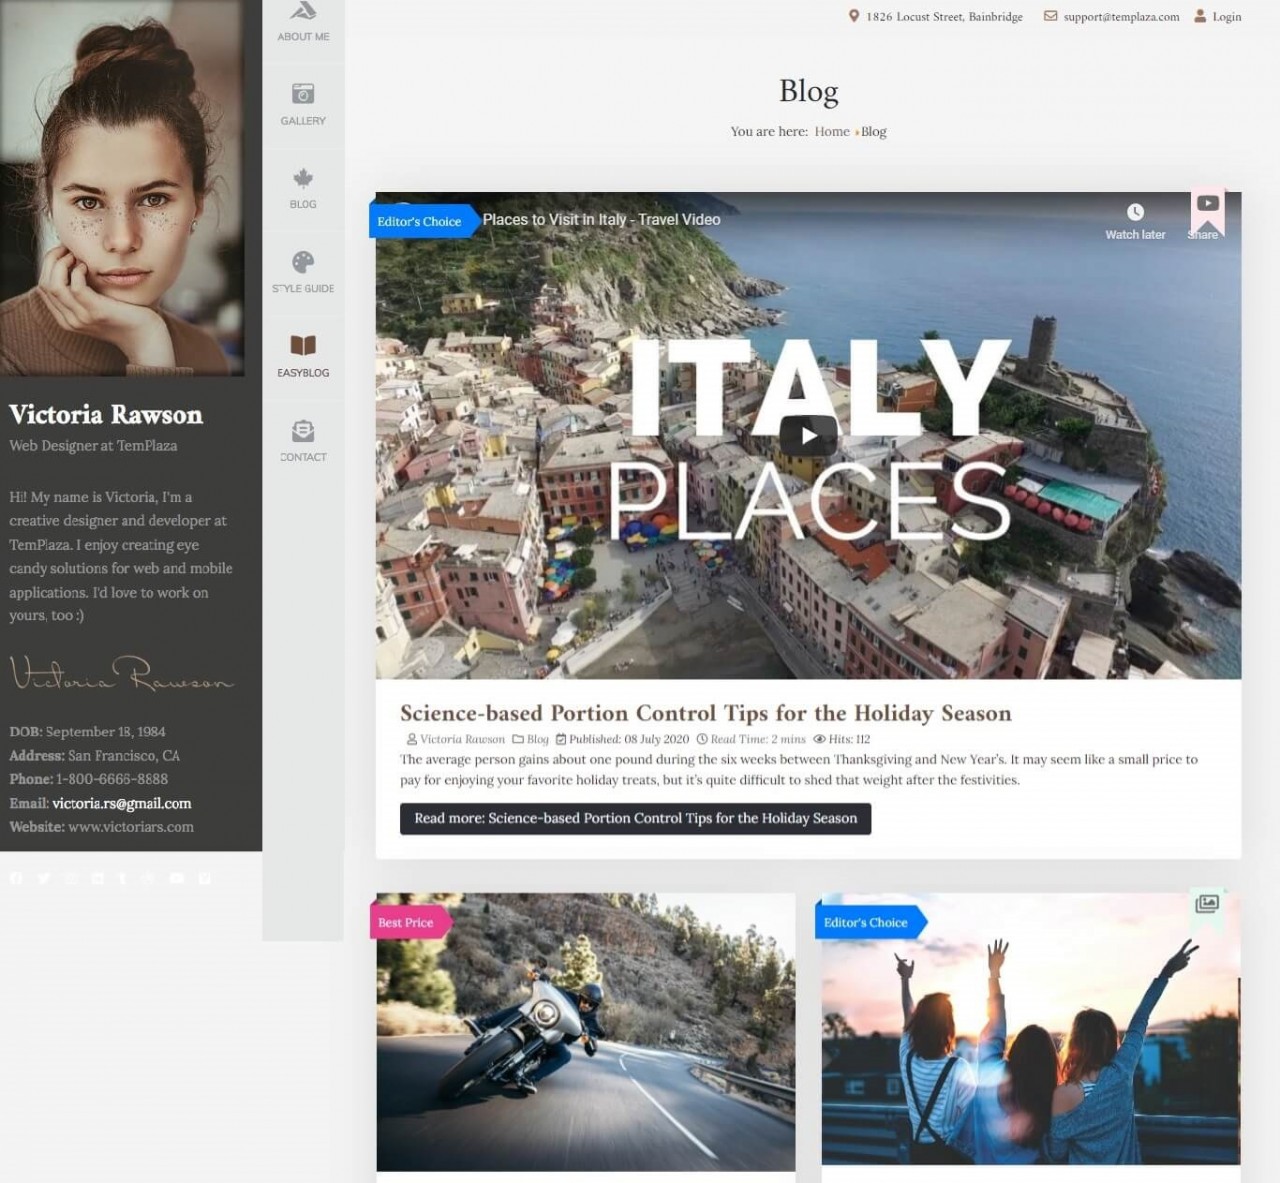 1826 Locust Street, Bainbridge
support@templaza.com
Login
ABOUT ME
GALLERY
BLOG
STYLE GUIDE
EASYBLOG
CONTACT
Victoria Rawson
Web Designer at TemPlaza
Hi! My name is Victoria, I'm a
creative designer and developer at
TemPlaza. I enjoy creating eye
candy solutions for web and mobile
applications. I'd love to work on
yours, too :)
Victoria Rawson
DOB: September 18, 1984
Address: San Francisco, CA
Phone: 1-800-6666-8888
Email: victoria.rs@gmail.com
Website: www.victoriars.com
Blog
You are here: Home Blog
Editor's Choice
Places to Visit in Italy - Travel Video
Watch later
Share
ITALY
PLACES
Science-based Portion Control Tips for the Holiday Season
Victoria Rawson Blog Published: 08 July 2020 Read Time: 2 mins Hits: 112
The average person gains about one pound during the six weeks between Thanksgiving and New Year's. It may seem like a small price to
pay for enjoying your favorite holiday treats, but it's quite difficult to shed that weight after the festivities.
Read more: Science-based Portion Control Tips for the Holiday Season
Best Price
Editor's Choice